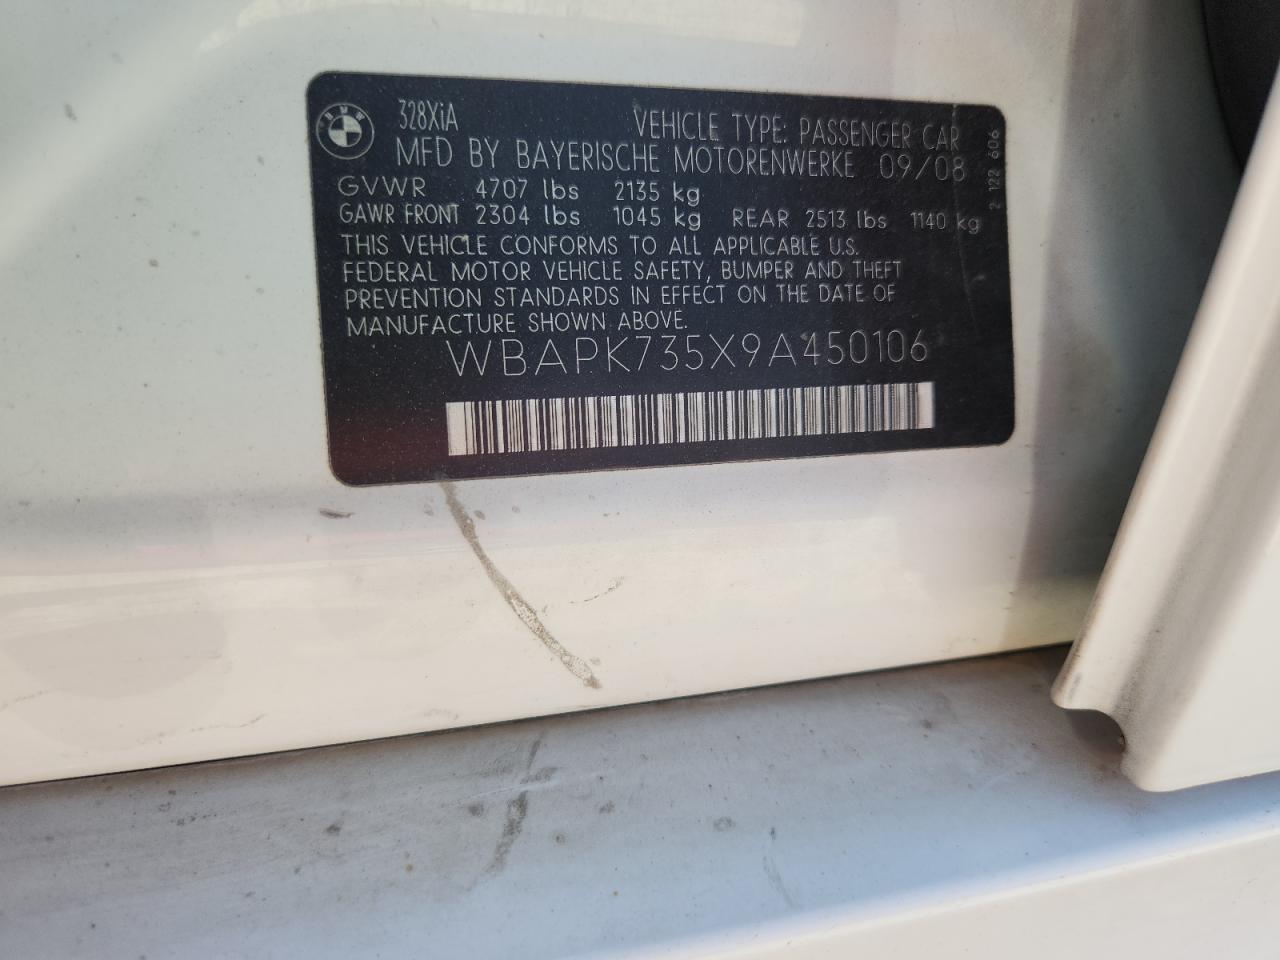 BMW
328XiA
VEHICLE TYPE: PASSENGER CAR
MFD BY BAYERISCHE MOTORENWERKE 09/08
GVWR 4707 lbs 2135 kg
GAWR FRONT 2304 lbs 1045 kg REAR 2513 lbs 1140 kg
THIS VEHICLE CONFORMS TO ALL APPLICABLE U.S.
FEDERAL MOTOR VEHICLE SAFETY, BUMPER AND THEFT
PREVENTION STANDARDS IN EFFECT ON THE DATE OF
MANUFACTURE SHOWN ABOVE.
WBAPK735X9A450106
2 122 606